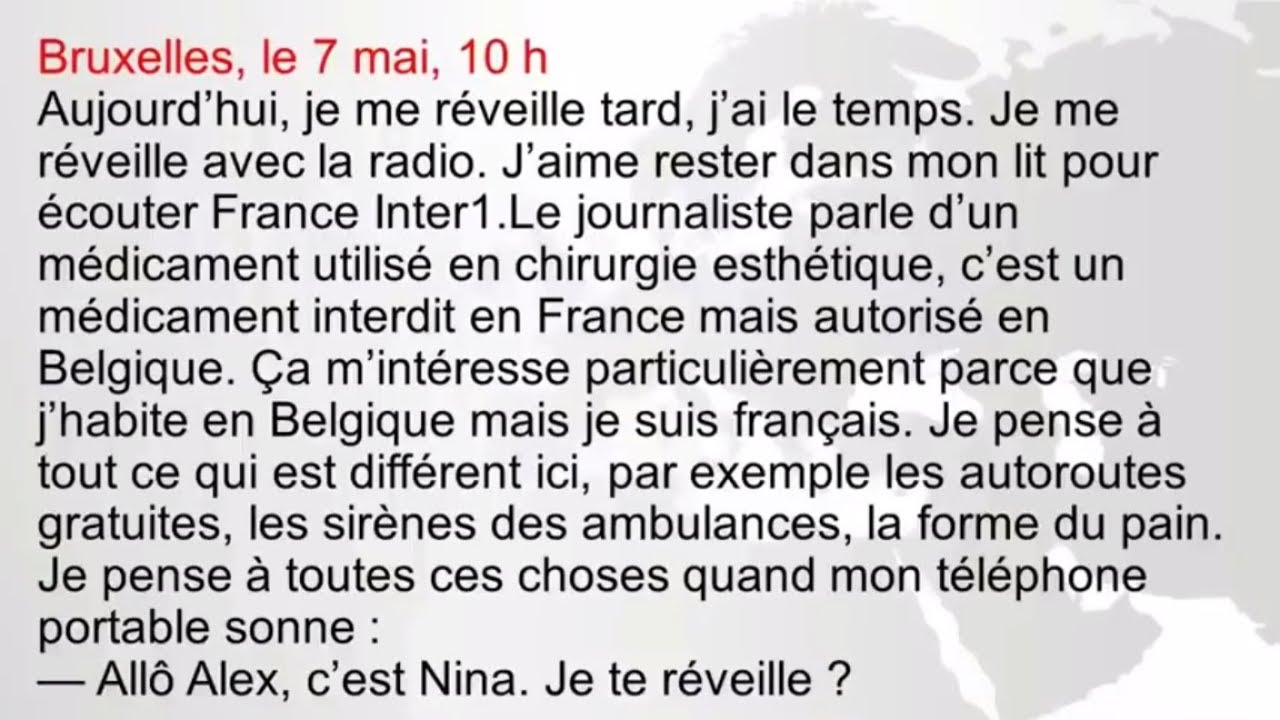 Bruxelles, le 7 mai, 10 h
Aujourd’hui, je me réveille tard, j’ai le temps. Je me
réveille avec la radio. J’aime rester dans mon lit pour
écouter France Inter1.Le journaliste parle d’un
médicament utilisé en chirurgie esthétique, c’est un
médicament interdit en France mais autorisé en
Belgique. Ça m’intéresse particulièrement parce que
j’habite en Belgique mais je suis français. Je pense à
tout ce qui est différent ici, par exemple les autoroutes
gratuites, les sirènes des ambulances, la forme du pain.
Je pense à toutes ces choses quand mon téléphone
portable sonne :
— Allô Alex, c’est Nina. Je te réveille ?